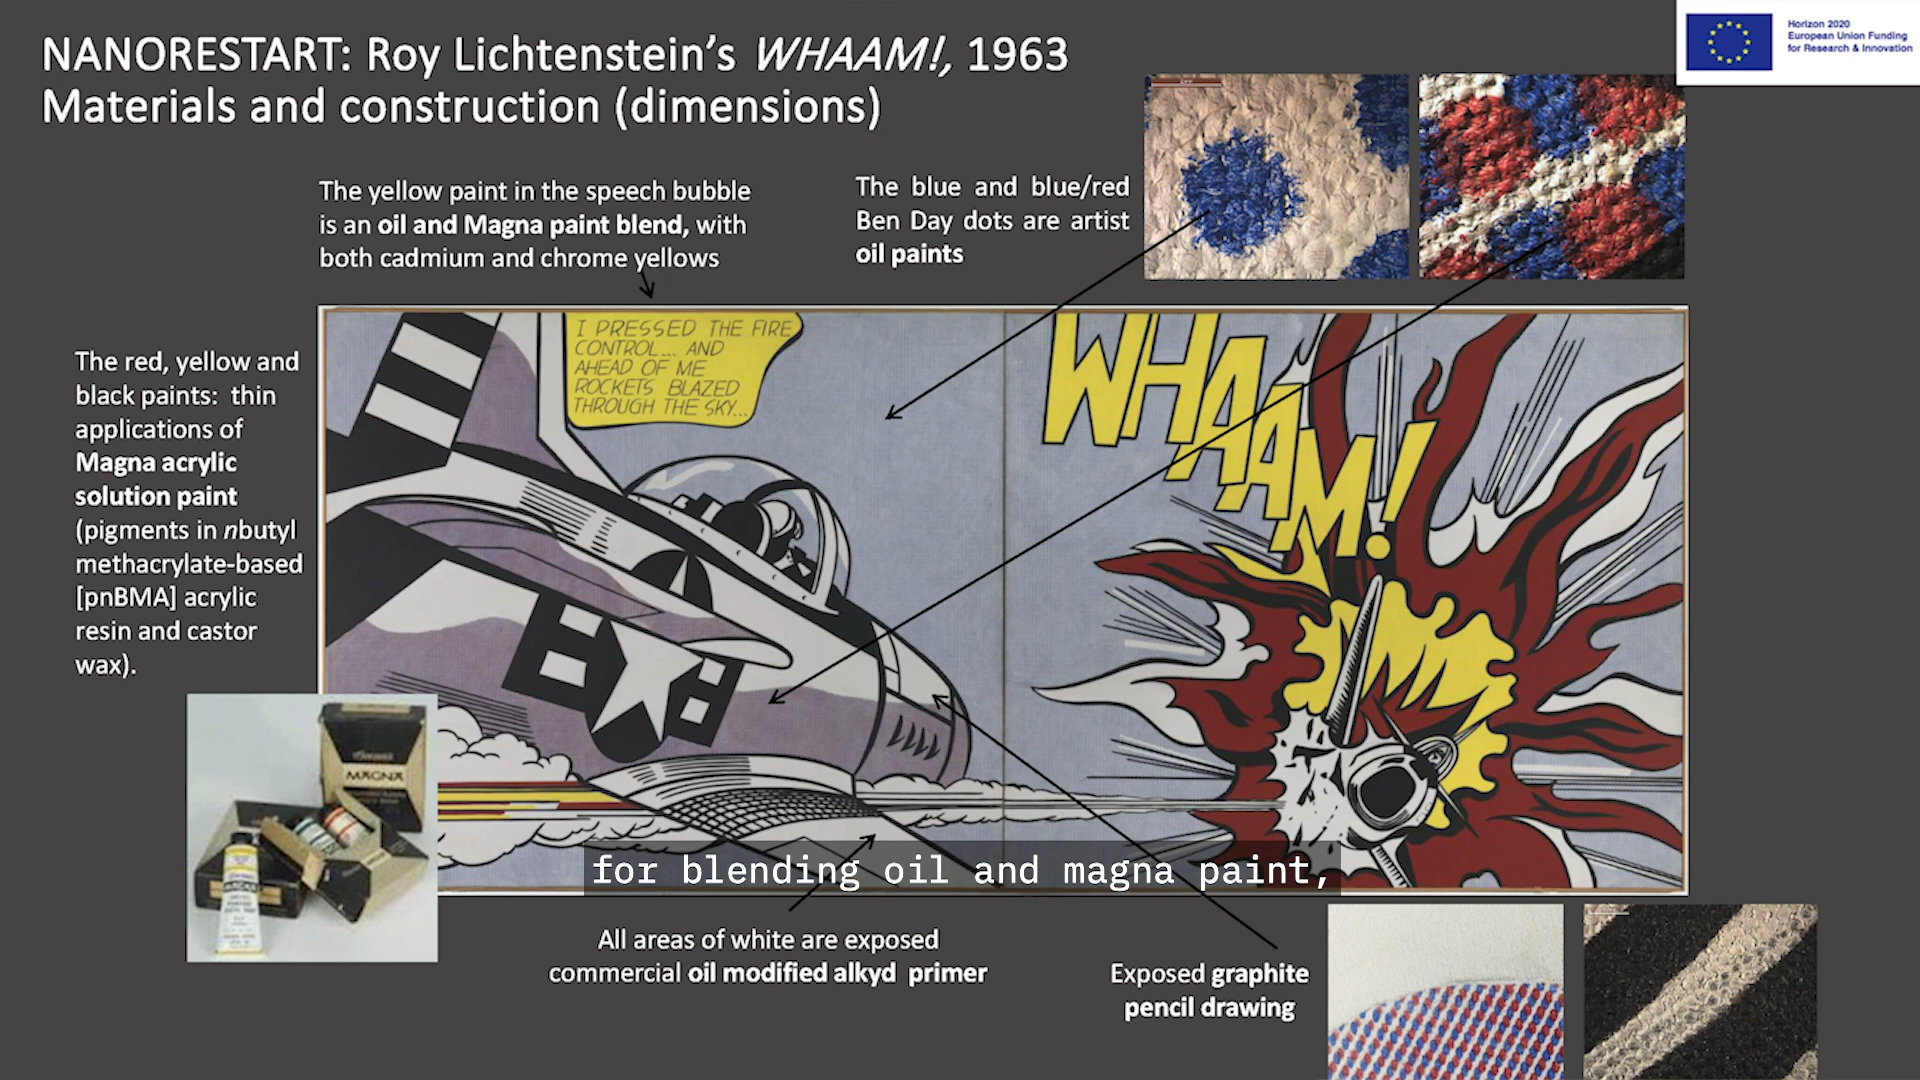 NANORESTART: Roy Lichtenstein's WHAAM!, 1963
Materials and construction (dimensions)
Horizon 2020
European Union Funding
for Research & Innovation
The yellow paint in the speech bubble
is an oil and Magna paint blend, with
both cadmium and chrome yellows
The blue and blue/red
Ben Day dots are artist
oil paints
The red, yellow and
black paints: thin
applications of
Magna acrylic
solution paint
(pigments in nbutyl
methacrylate-based
[pnBMA] acrylic
resin and castor
wax).
I PRESSED THE FIRE
CONTROL... AND
AHEAD OF ME
ROCKETS BLAZED
THROUGH THE SKY...
WHAAM!
MAGNA
for blending oil and magna paint,
All areas of white are exposed
commercial oil modified alkyd primer
Exposed graphite
pencil drawing